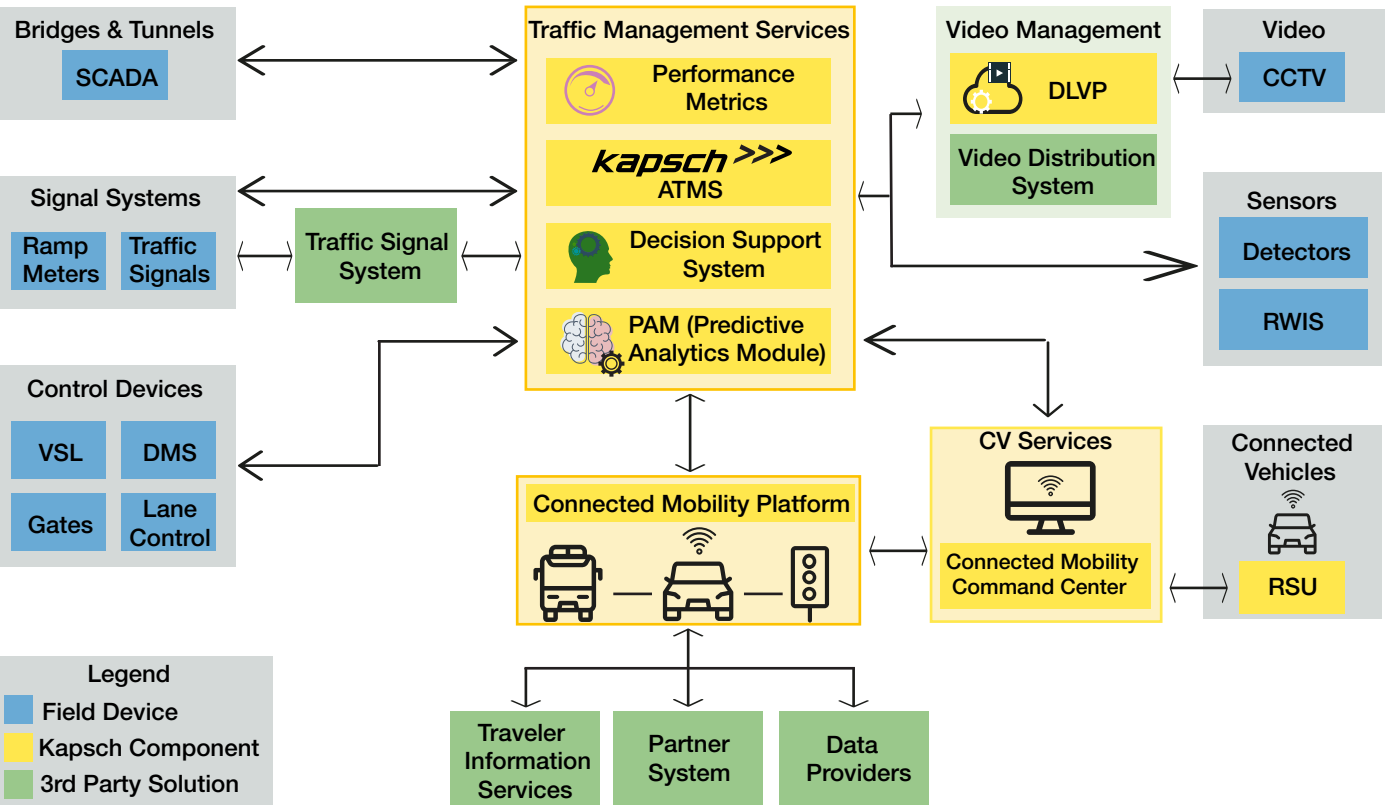 Bridges & Tunnels
SCADA
Signal Systems
Ramp
Meters
Traffic
Signals
Traffic Signal
System
Control Devices
VSL
DMS
Gates
Lane
Control
Traffic Management Services
Performance
Metrics
kapsch >>>
ATMS
Decision Support
System
PAM (Predictive
Analytics Module)
Video Management
DLVP
Video Distribution
System
Video
CCTV
Sensors
Detectors
RWIS
Connected Mobility Platform
CV Services
Connected Mobility
Command Center
Connected
Vehicles
RSU
Traveler
Information
Services
Partner
System
Data
Providers
Legend
Field Device
Kapsch Component
3rd Party Solution